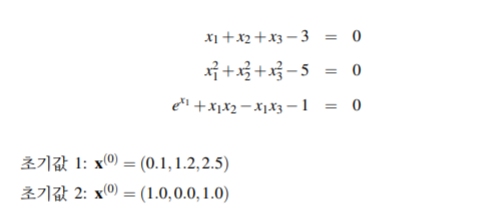 x₁ + x₂ + x₃ − 3 = 0
x₁² + x₂² + x₃² − 5 = 0
e^{x₁} + x₁x₂ − x₁x₃ − 1 = 0
초기값 1: x⁽⁰⁾ = (0.1, 1.2, 2.5)
초기값 2: x⁽⁰⁾ = (1.0, 0.0, 1.0)